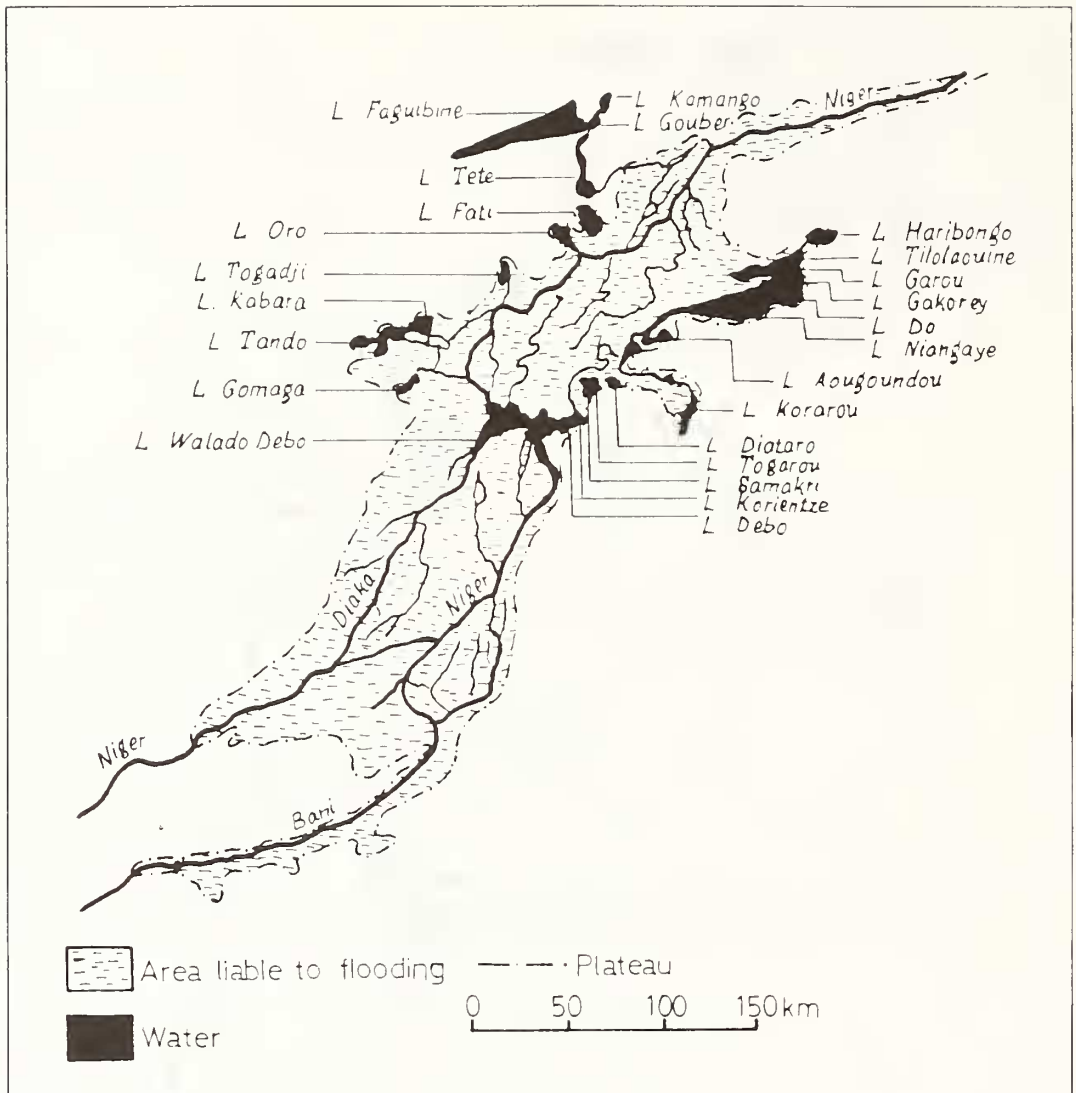 L Faguibine
L Komango
L Gouber
Niger
L Tete
L Fati
L Oro
L Togadji
L. Kabara
L Tando
L Gomaga
L Walado Debo
L Haribongo
L Tilolaouine
L Garou
L Gakorey
L Do
L Niangaye
L Aougoundou
L Korarou
L Diataro
L Togarou
L Samakri
L Korientze
L Debo
Diaka
Niger
Niger
Bani
Area liable to flooding
Plateau
Water
0 50 100 150km